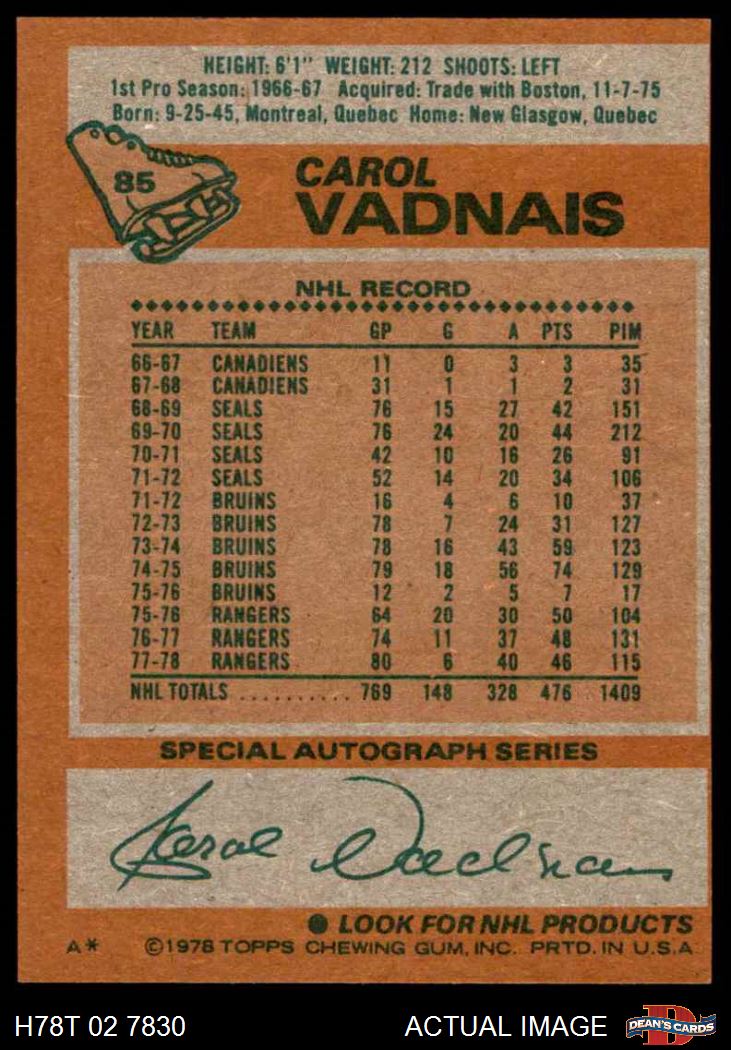 HEIGHT: 6'1" WEIGHT: 212 SHOOTS: LEFT
1st Pro Season: 1966-67 Acquired: Trade with Boston, 11-7-75
Born: 9-25-45, Montreal, Quebec Home: New Glasgow, Quebec
85
CAROL
VADNAIS
NHL RECORD
YEAR TEAM GP G A PTS PIM
66-67 CANADIENS 11 0 3 3 35
67-68 CANADIENS 31 1 1 2 31
68-69 SEALS 76 15 27 42 151
69-70 SEALS 76 24 20 44 212
70-71 SEALS 42 10 16 26 91
71-72 SEALS 52 14 20 34 106
71-72 BRUINS 16 4 6 10 37
72-73 BRUINS 78 7 24 31 127
73-74 BRUINS 78 16 43 59 123
74-75 BRUINS 79 18 56 74 129
75-76 BRUINS 12 2 5 7 17
75-76 RANGERS 64 20 30 50 104
76-77 RANGERS 74 11 37 48 131
77-78 RANGERS 80 6 40 46 115
NHL TOTALS .......... 769 148 328 476 1409
SPECIAL AUTOGRAPH SERIES
Carol Vadnais
● LOOK FOR NHL PRODUCTS
A* ©1978 TOPPS CHEWING GUM, INC. PRTD. IN U.S.A
H78T 02 7830 ACTUAL IMAGE D DEAN'S CARDS